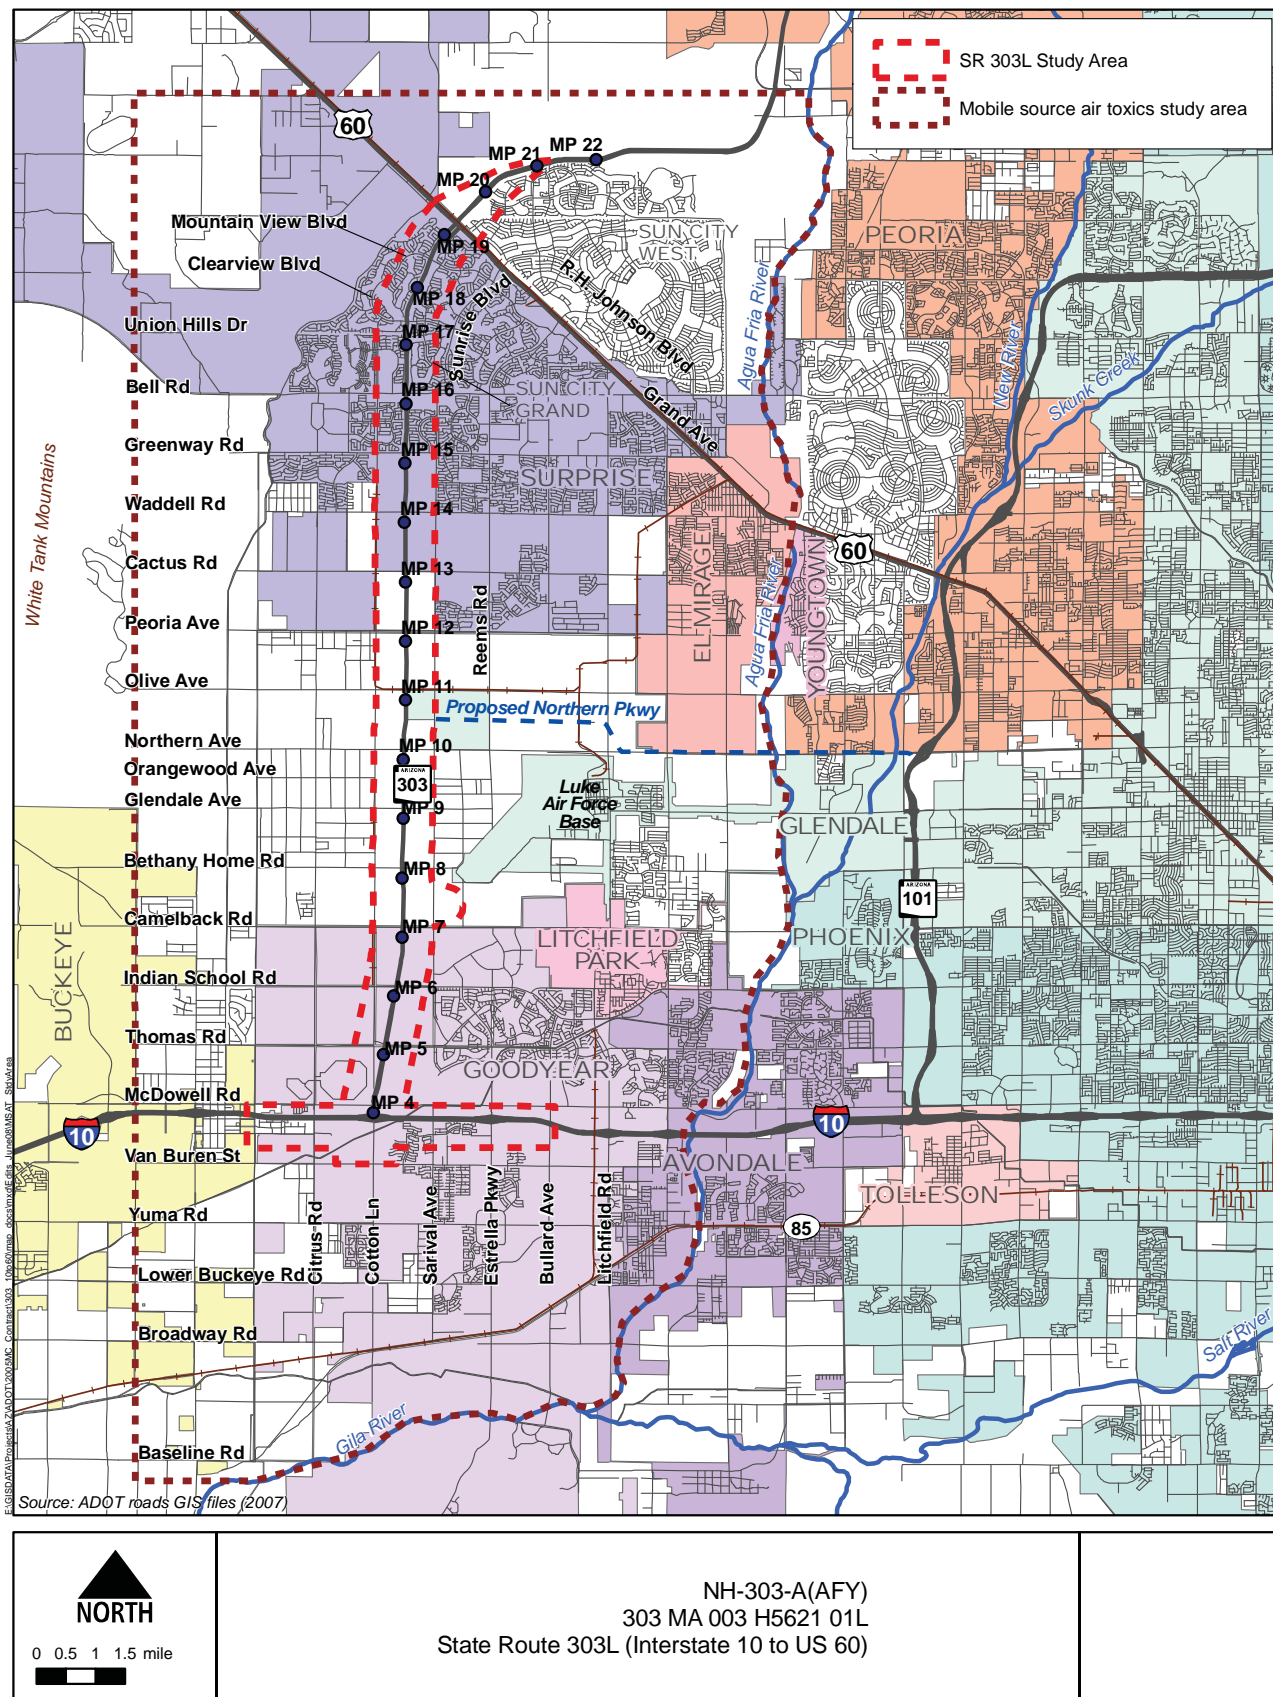 SR 303L Study Area
Mobile source air toxics study area
60
MP 22
MP 21
MP 20
Mountain View Blvd
MP 19
SUN CITY
WEST
PEORIA
Clearview Blvd
MP 18
Sunrise Blvd
R.H. Johnson Blvd
Agua Fria River
New River
Skunk Creek
Union Hills Dr
MP 17
Bell Rd
MP 16
SUN CITY
GRAND
Grand Ave
Greenway Rd
MP 15
SURPRISE
White Tank Mountains
Waddell Rd
MP 14
60
Cactus Rd
MP 13
EL MIRAGE
Agua Fria River
YOUNGTOWN
Peoria Ave
MP 12
Reems Rd
Olive Ave
MP 11
Proposed Northern Pkwy
Northern Ave
MP 10
Orangewood Ave
ARIZONA
303
Luke
Air Force
Base
Glendale Ave
MP 9
GLENDALE
Bethany Home Rd
MP 8
ARIZONA
101
Camelback Rd
MP 7
LITCHFIELD
PARK
PHOENIX
BUCKEYE
Indian School Rd
MP 6
Thomas Rd
MP 5
GOODYEAR
McDowell Rd
MP 4
10
10
Van Buren St
AVONDALE
TOLLESON
Yuma Rd
85
Citrus Rd
Cotton Ln
Sarival Ave
Estrella Pkwy
Bullard Ave
Litchfield Rd
Lower Buckeye Rd
Broadway Rd
Salt River
Gila River
Baseline Rd
Source: ADOT roads GIS files (2007)
NORTH
0 0.5 1 1.5 mile
NH-303-A(AFY)
303 MA 003 H5621 01L
State Route 303L (Interstate 10 to US 60)